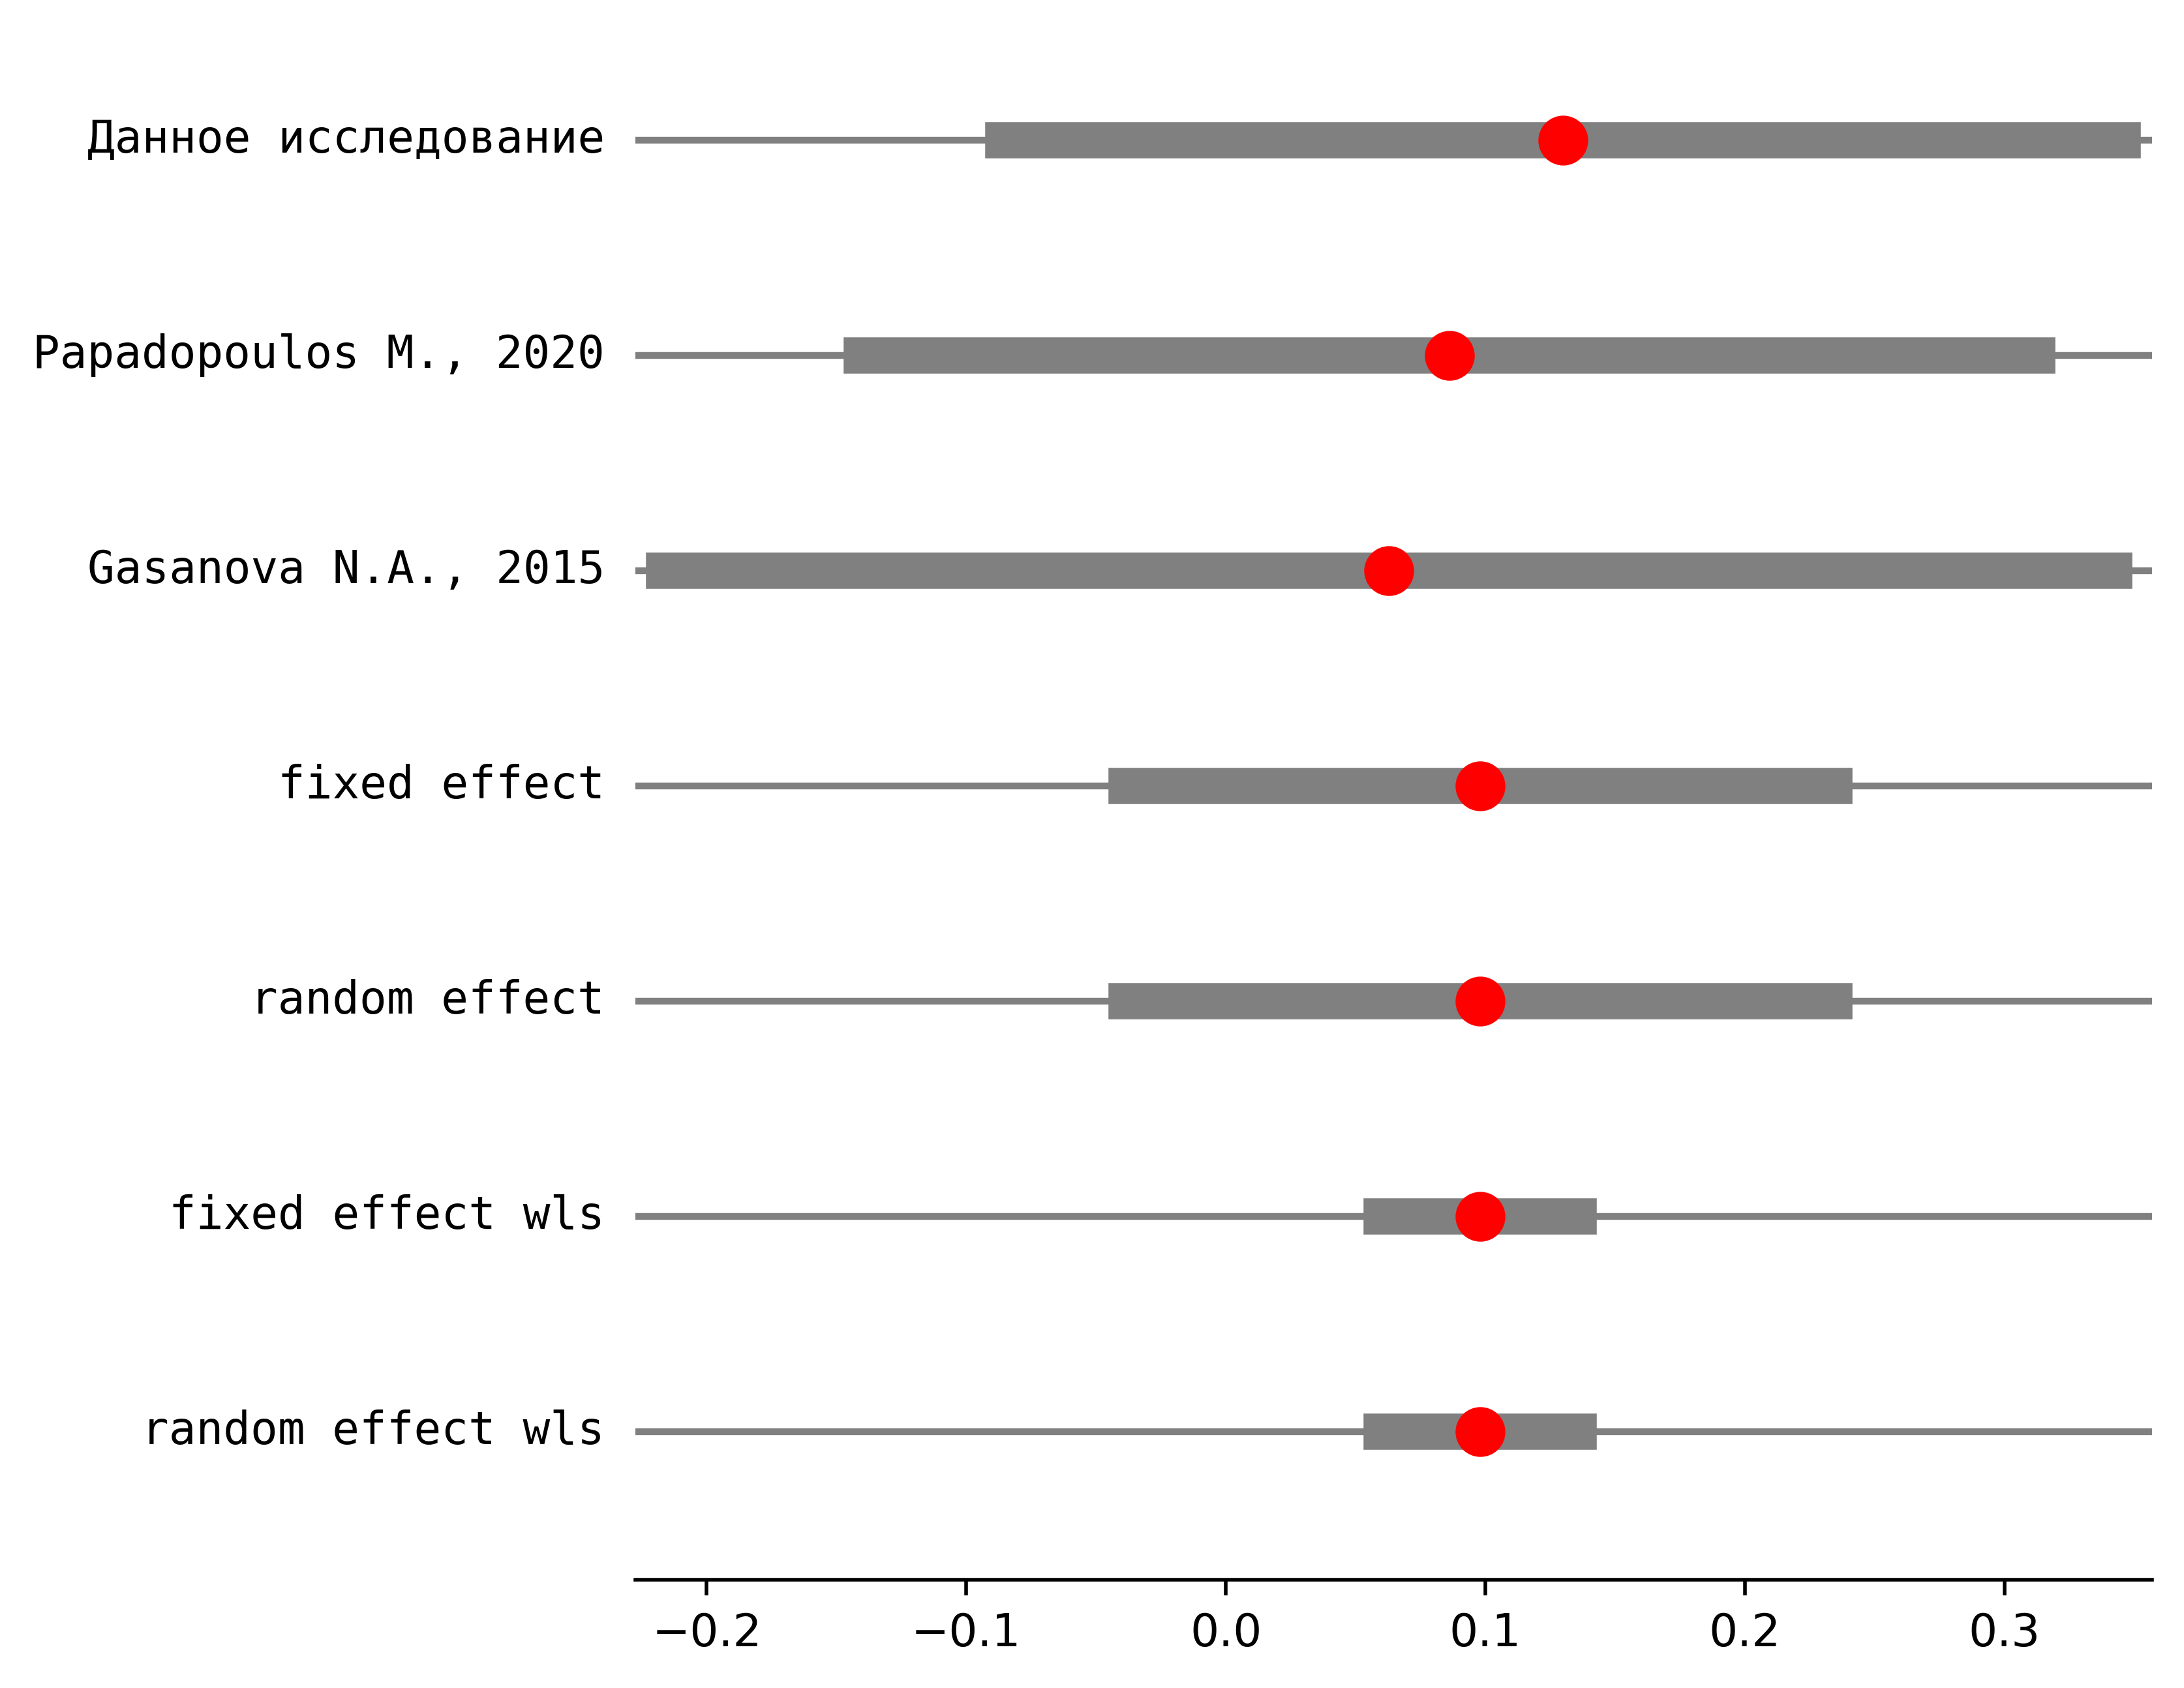 Данное исследование
Papadopoulos M., 2020
Gasanova N.A., 2015
fixed effect
random effect
fixed effect wls
random effect wls
−0.2 −0.1 0.0 0.1 0.2 0.3